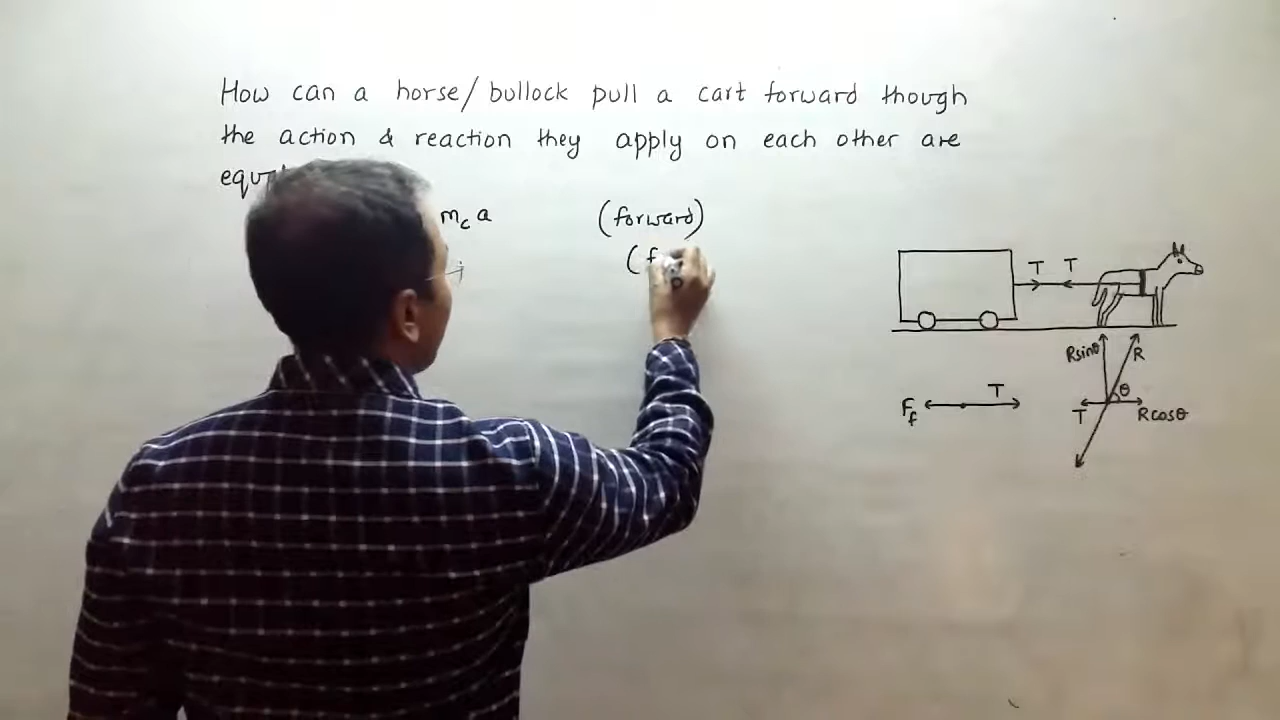 How can a horse/bullock pull a cart forward though
the action & reaction they apply on each other are
m_c a (forward)
(f
T T
Rsinθ R
θ
F_f T
T Rcosθ